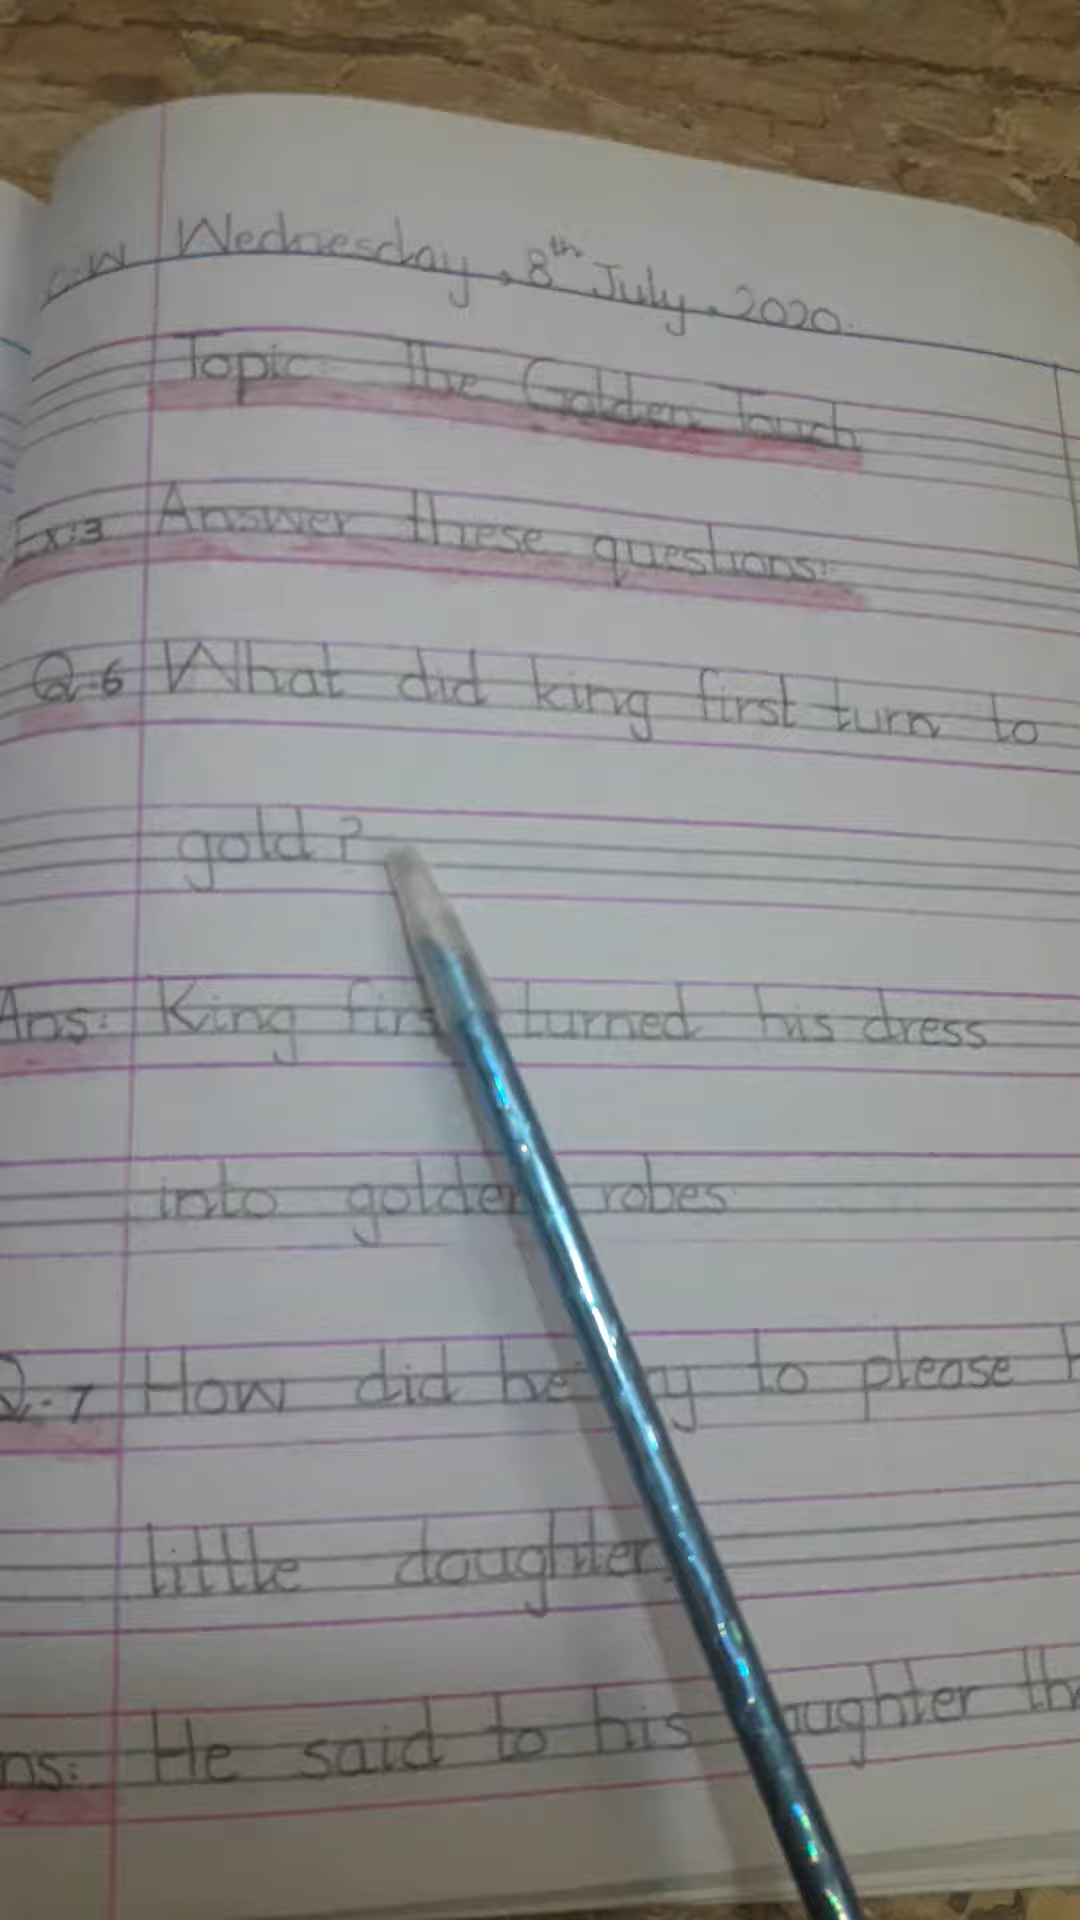 C.W Wednesday, 8th July, 2020.
Topic: The Golden Touch
Ex:3 Answer these questions:
Q.6 What did king first turn to
gold?
Ans: King first turned his dress
into golden robes
Q.7 How did he to please
little daughter
Ans: He said to his daughter